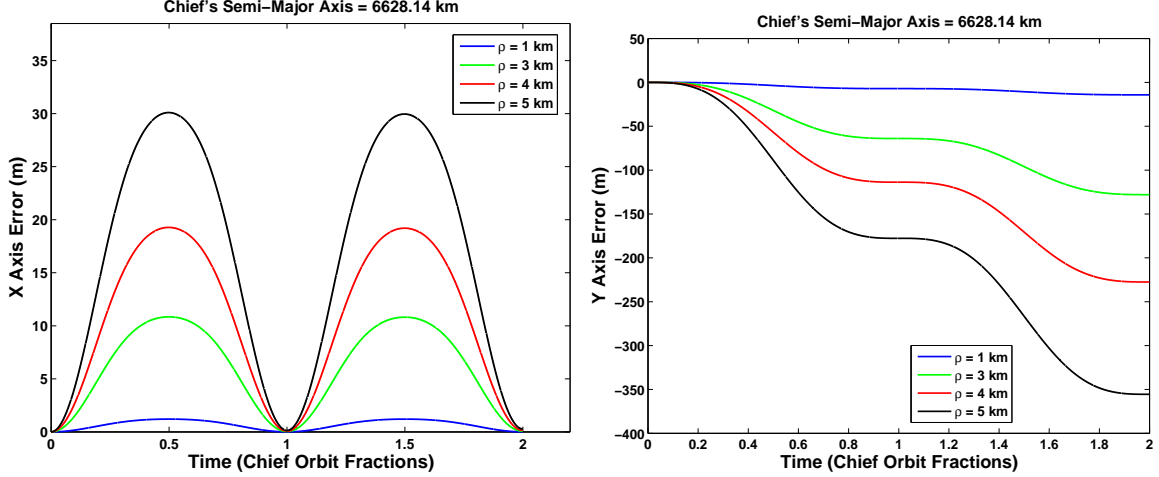 Chief's Semi-Major Axis = 6628.14 km
X Axis Error (m)
35
30
25
20
15
10
5
0
0 0.5 1.0 1.5 2.0
Time (Chief Orbit Fractions)
ρ = 1 km
ρ = 3 km
ρ = 4 km
ρ = 5 km
Chief's Semi-Major Axis = 6628.14 km
Y Axis Error (m)
50
0
−50
−100
−150
−200
−250
−300
−350
−400
0 0.2 0.4 0.6 0.8 1 1.2 1.4 1.6 1.8 2
Time (Chief Orbit Fractions)
ρ = 1 km
ρ = 3 km
ρ = 4 km
ρ = 5 km